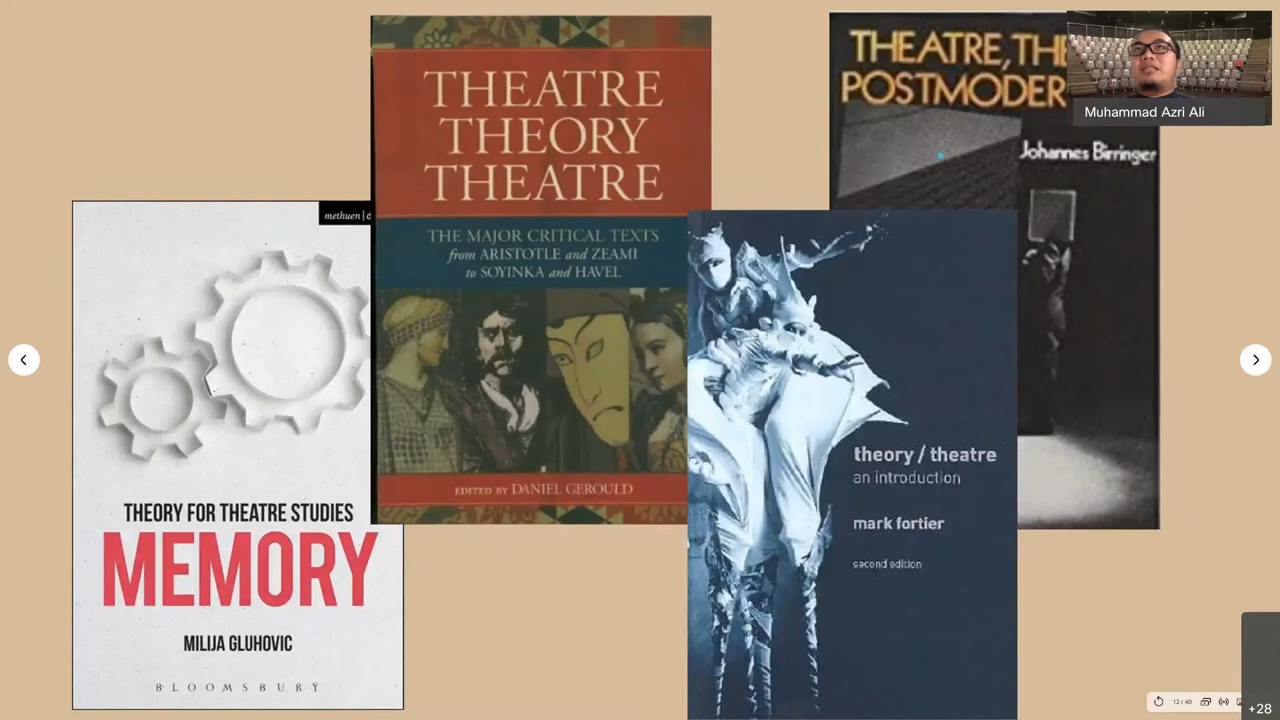 methuen | d
THEORY FOR THEATRE STUDIES
MEMORY
MILIJA GLUHOVIC
BLOOMSBURY
THEATRE
THEORY
THEATRE
THE MAJOR CRITICAL TEXTS
from ARISTOTLE and ZEAMI
to SOYINKA and HAVEL
EDITED BY DANIEL GEROULD
theory / theatre
an introduction
mark fortier
second edition
THEATRE, THE
POSTMODER
Johannes Birringer
Muhammad Azri Ali
12 / 40
+28